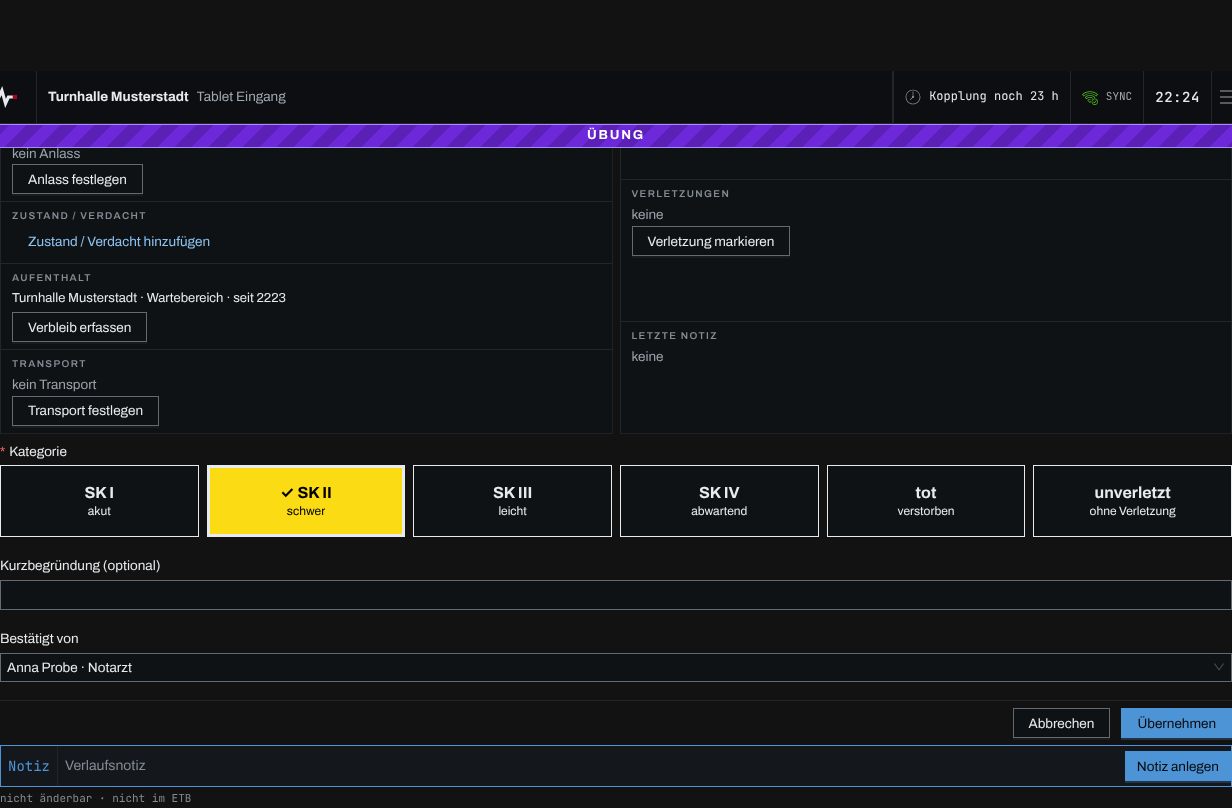 Turnhalle Musterstadt Tablet Eingang
Kopplung noch 23 h
SYNC
22:24
ÜBUNG
kein Anlass
Anlass festlegen
ZUSTAND / VERDACHT
Zustand / Verdacht hinzufügen
AUFENTHALT
Turnhalle Musterstadt · Wartebereich · seit 2223
Verbleib erfassen
TRANSPORT
kein Transport
Transport festlegen
VERLETZUNGEN
keine
Verletzung markieren
LETZTE NOTIZ
keine
* Kategorie
SK I
akut
SK II
schwer
SK III
leicht
SK IV
abwartend
tot
verstorben
unverletzt
ohne Verletzung
Kurzbegründung (optional)
Bestätigt von
Anna Probe · Notarzt
Abbrechen
Übernehmen
Notiz
Verlaufsnotiz
Notiz anlegen
nicht änderbar · nicht im ETB